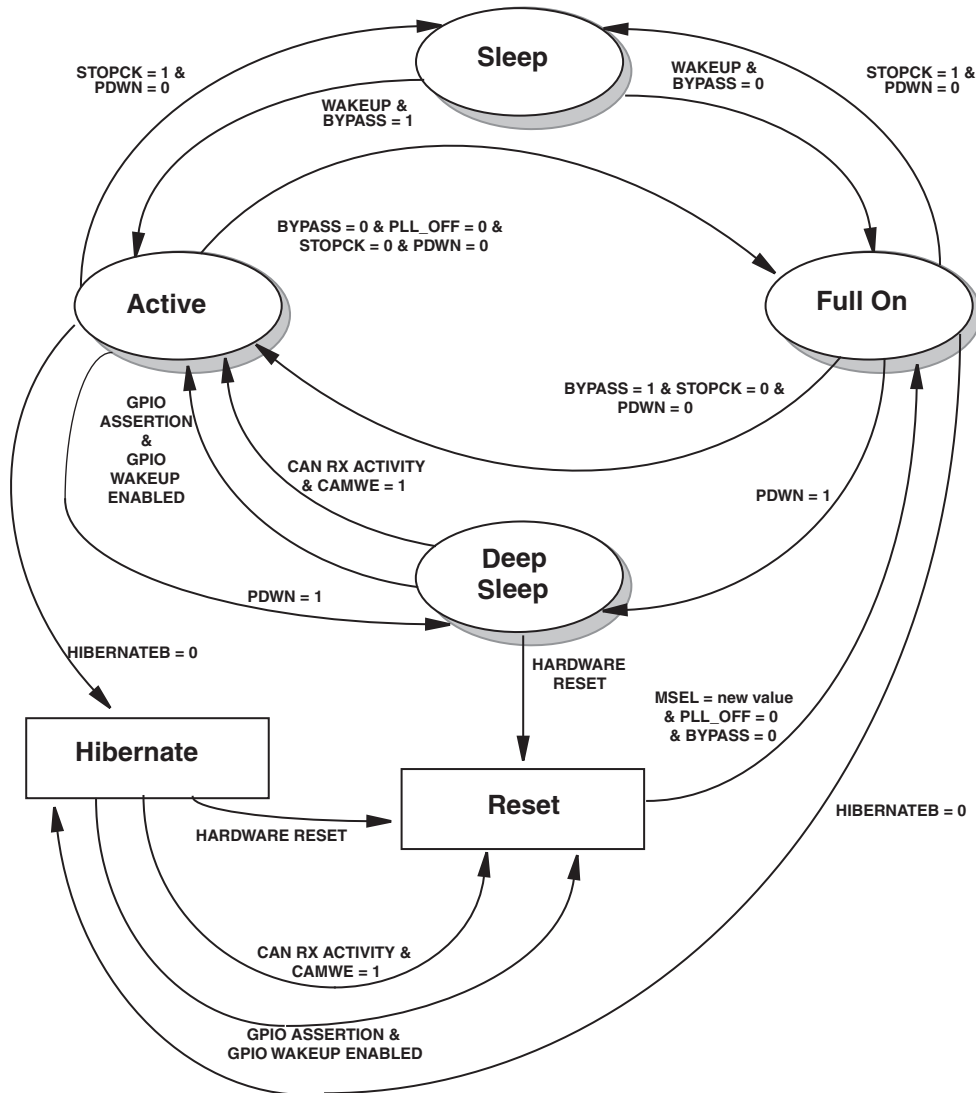 Sleep
STOPCK = 1 &
PDWN = 0
WAKEUP &
BYPASS = 1
WAKEUP &
BYPASS = 0
STOPCK = 1 &
PDWN = 0
BYPASS = 0 & PLL_OFF = 0 &
STOPCK = 0 & PDWN = 0
Active
Full On
GPIO
ASSERTION
&
GPIO
WAKEUP
ENABLED
BYPASS = 1 & STOPCK = 0 &
PDWN = 0
CAN RX ACTIVITY
& CAMWE = 1
PDWN = 1
Deep
Sleep
PDWN = 1
HIBERNATEB = 0
HARDWARE
RESET
MSEL = new value
& PLL_OFF = 0
& BYPASS = 0
Hibernate
Reset
HARDWARE RESET
HIBERNATEB = 0
CAN RX ACTIVITY &
CAMWE = 1
GPIO ASSERTION &
GPIO WAKEUP ENABLED